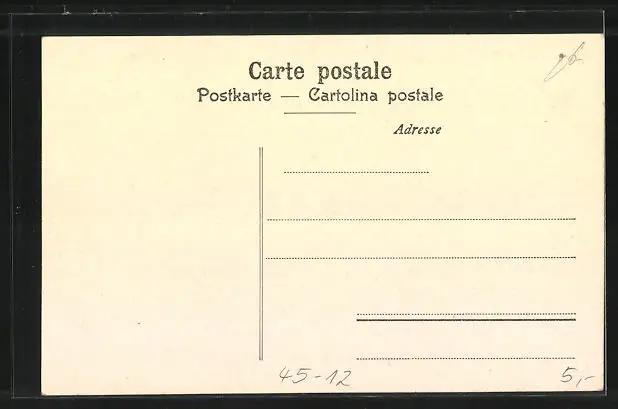 Carte postale
Postkarte — Cartolina postale
Adresse
45-12
5,-